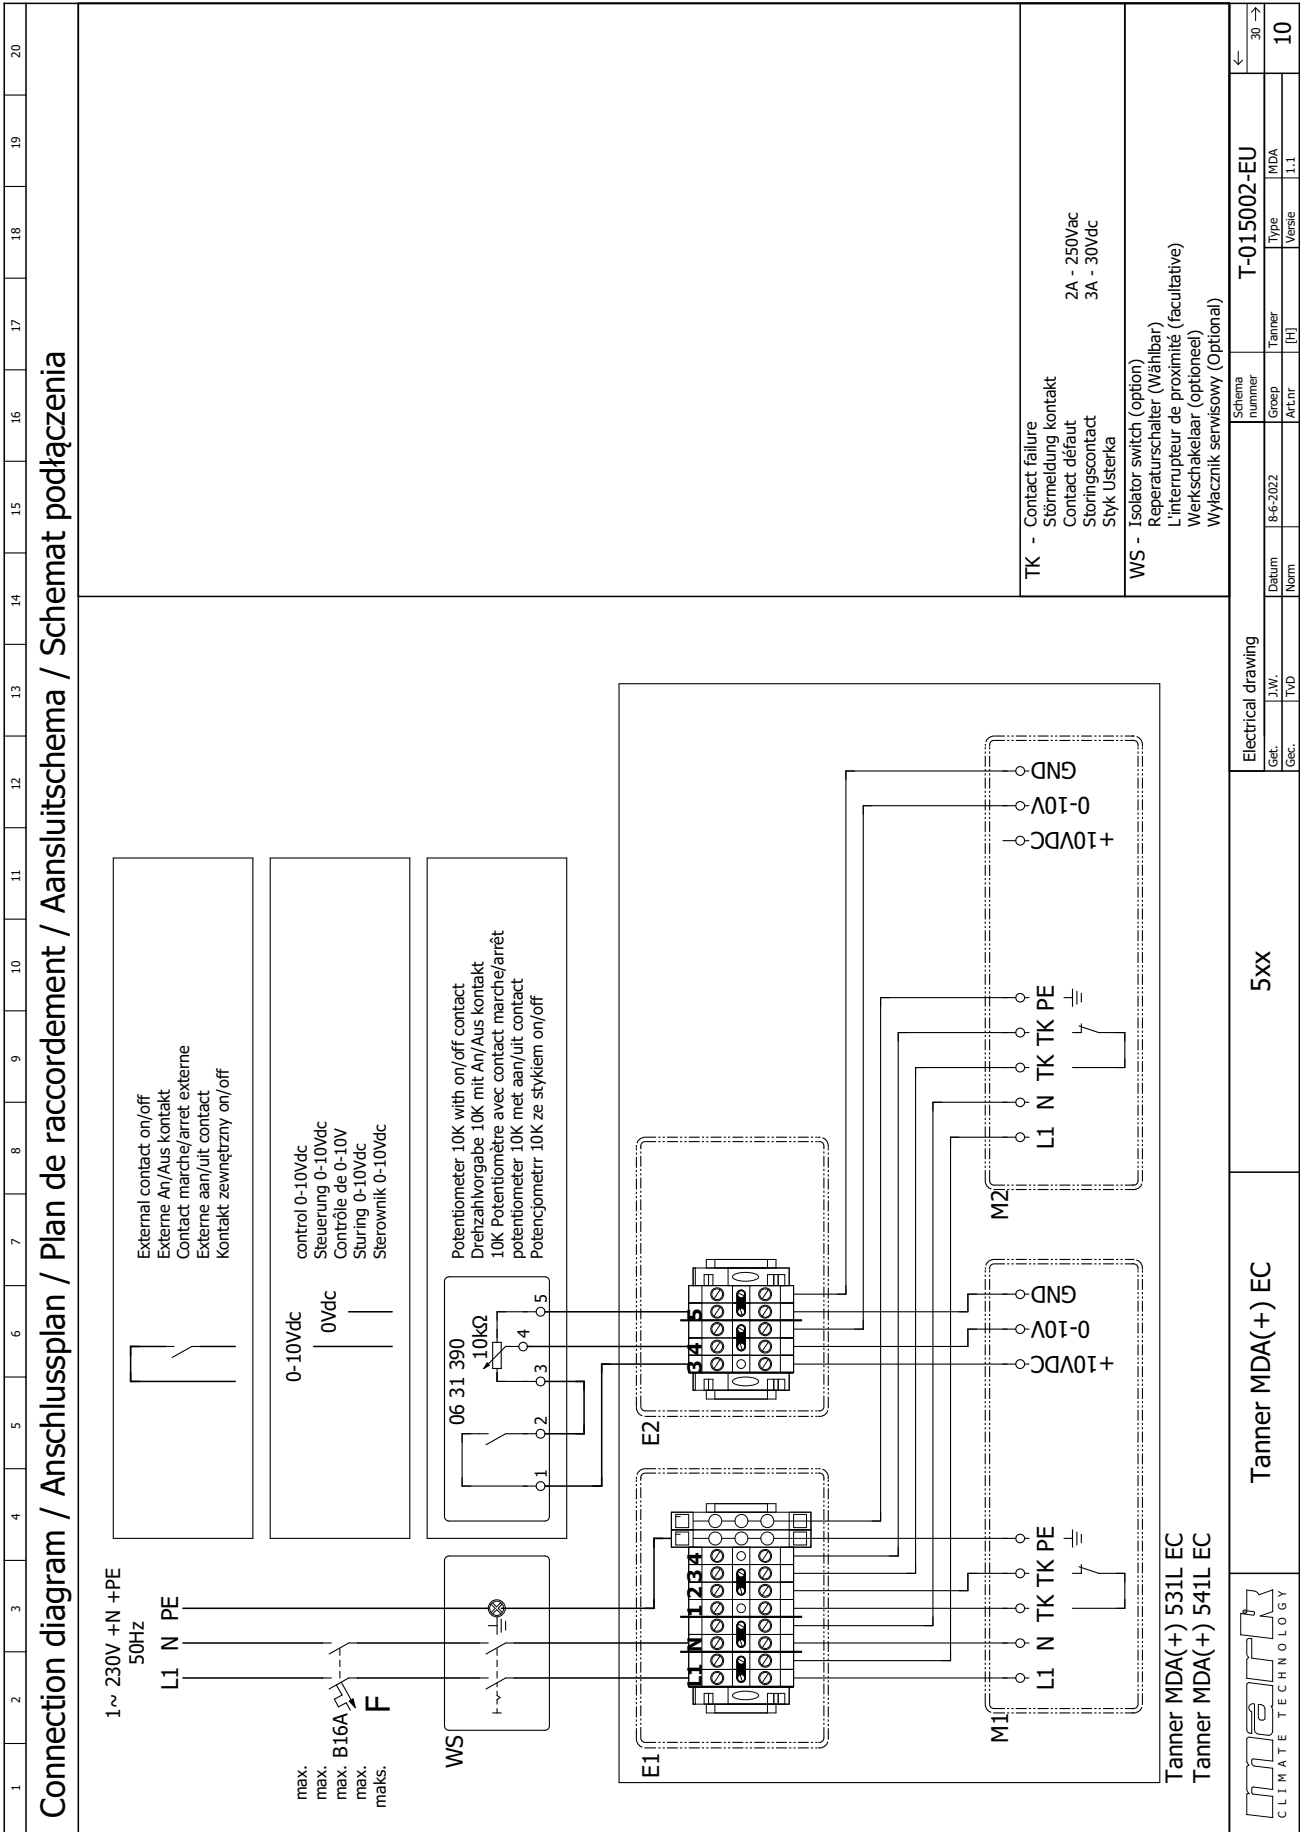 1 2 3 4 5 6 7 8 9 10 11 12 13 14 15 16 17 18 19 20
Connection diagram / Anschlussplan / Plan de raccordement / Aansluitschema / Schemat podłączenia
1~ 230V +N +PE
50Hz
L1 N PE
max.
max.
max. B16A
max.
maks.
F
WS
External contact on/off
Externe An/Aus kontakt
Contact marche/arret externe
Externe aan/uit contact
Kontakt zewnętrzny on/off
0-10Vdc
0Vdc
control 0-10Vdc
Steuerung 0-10Vdc
Contrôle de 0-10V
Sturing 0-10Vdc
Sterownik 0-10Vdc
06 31 390
10kΩ
1 2 3 4 5
Potentiometer 10K with on/off contact
Drehzahlvorgabe 10K mit An/Aus kontakt
10K Potentiomètre avec contact marche/arrêt
potentiometer 10K met aan/uit contact
Potencjometrr 10K ze stykiem on/off
E1
L1 N 1 2 3 4
E2
3 4 5
M1
L1 N TK TK PE
+10VDC 0-10V GND
M2
L1 N TK TK PE
+10VDC 0-10V GND
Tanner MDA(+) 531L EC
Tanner MDA(+) 541L EC
TK - Contact failure
Störmeldung kontakt
Contact défaut 2A - 250Vac
Storingscontact 3A - 30Vdc
Styk Usterka
WS - Isolator switch (option)
Reperaturschalter (Wählbar)
L'interrupteur de proximité (facultative)
Werkschakelaar (optioneel)
Wyłacznik serwisowy (Optional)
mark
CLIMATE TECHNOLOGY
Tanner MDA(+) EC
5xx
Electrical drawing
Get. J.W. Datum 8-6-2022
Gec. TvD Norm
Schema
nummer
T-015002-EU
Groep Tanner Type MDA
Art.nr [H] Versie 1.1
←
30 →
10